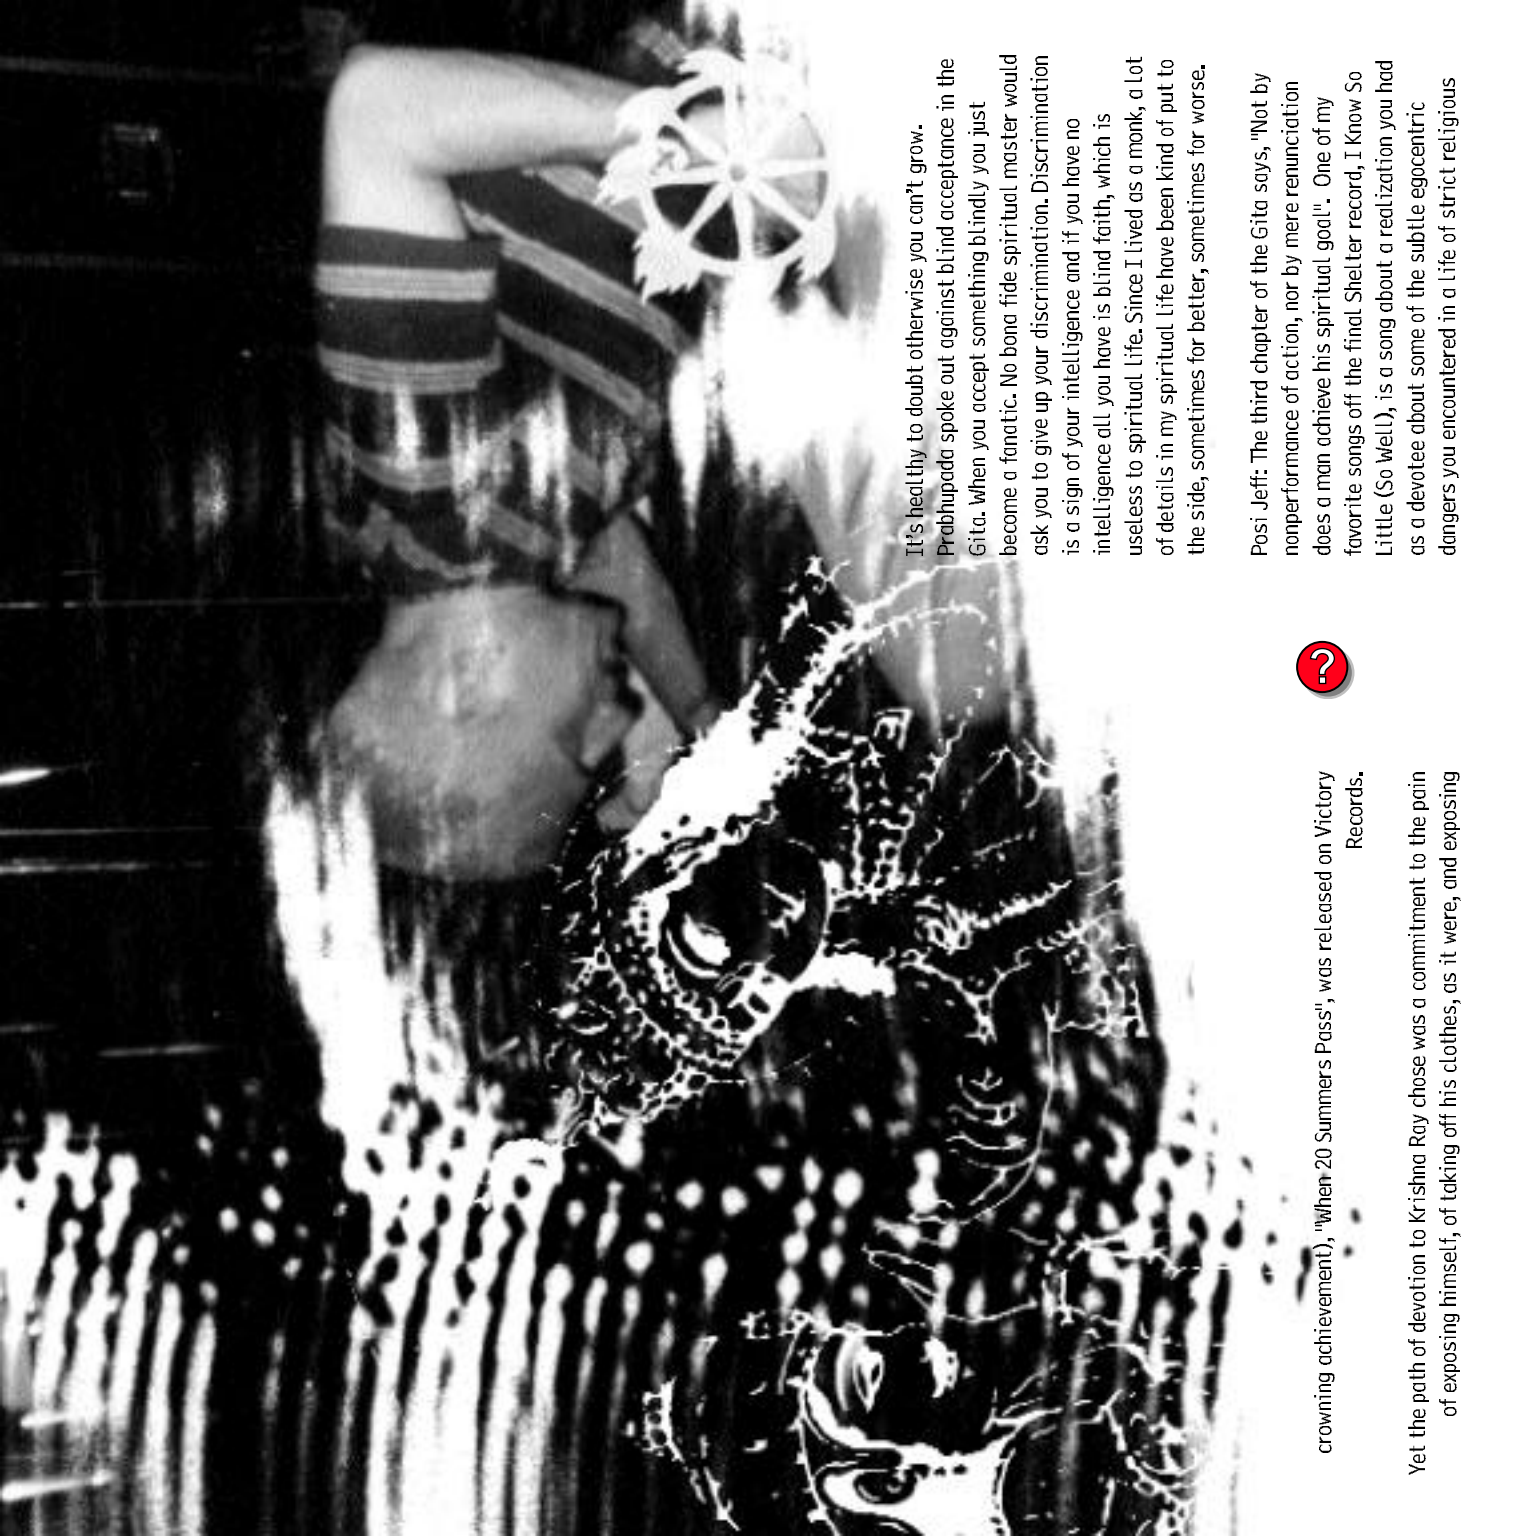 crowning achievement), "When 20 Summers Pass", was released on Victory
Records.
Yet the path of devotion to Krishna Ray chose was a commitment to the pain
of exposing himself, of taking off his clothes, as it were, and exposing
?
It's healthy to doubt otherwise you can't grow.
Prabhupada spoke out against blind acceptance in the
Gita. When you accept something blindly you just
become a fanatic. No bona fide spiritual master would
ask you to give up your discrimination. Discrimination
is a sign of your intelligence and if you have no
intelligence all you have is blind faith, which is
useless to spiritual life. Since I lived as a monk, a lot
of details in my spiritual life have been kind of put to
the side, sometimes for better, sometimes for worse.
Posi Jeff: The third chapter of the Gita says, "Not by
nonperformance of action, nor by mere renunciation
does a man achieve his spiritual goal". One of my
favorite songs off the final Shelter record, I Know So
Little (So Well), is a song about a realization you had
as a devotee about some of the subtle egocentric
dangers you encountered in a life of strict religious